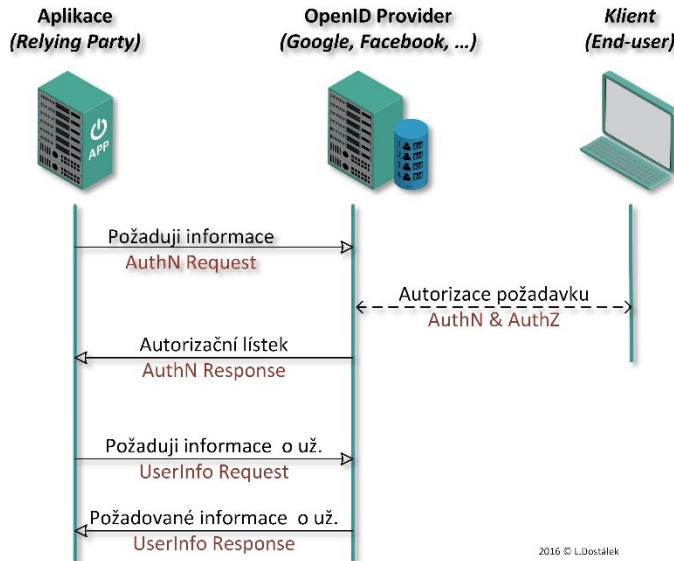 Aplikace
(Relying Party)
OpenID Provider
(Google, Facebook, ...)
Klient
(End-user)
APP
Požaduji informace
AuthN Request
Autorizace požadavku
AuthN & AuthZ
Autorizační lístek
AuthN Response
Požaduji informace o už.
UserInfo Request
Požadované informace o už.
UserInfo Response
2016 © L.Dostálek